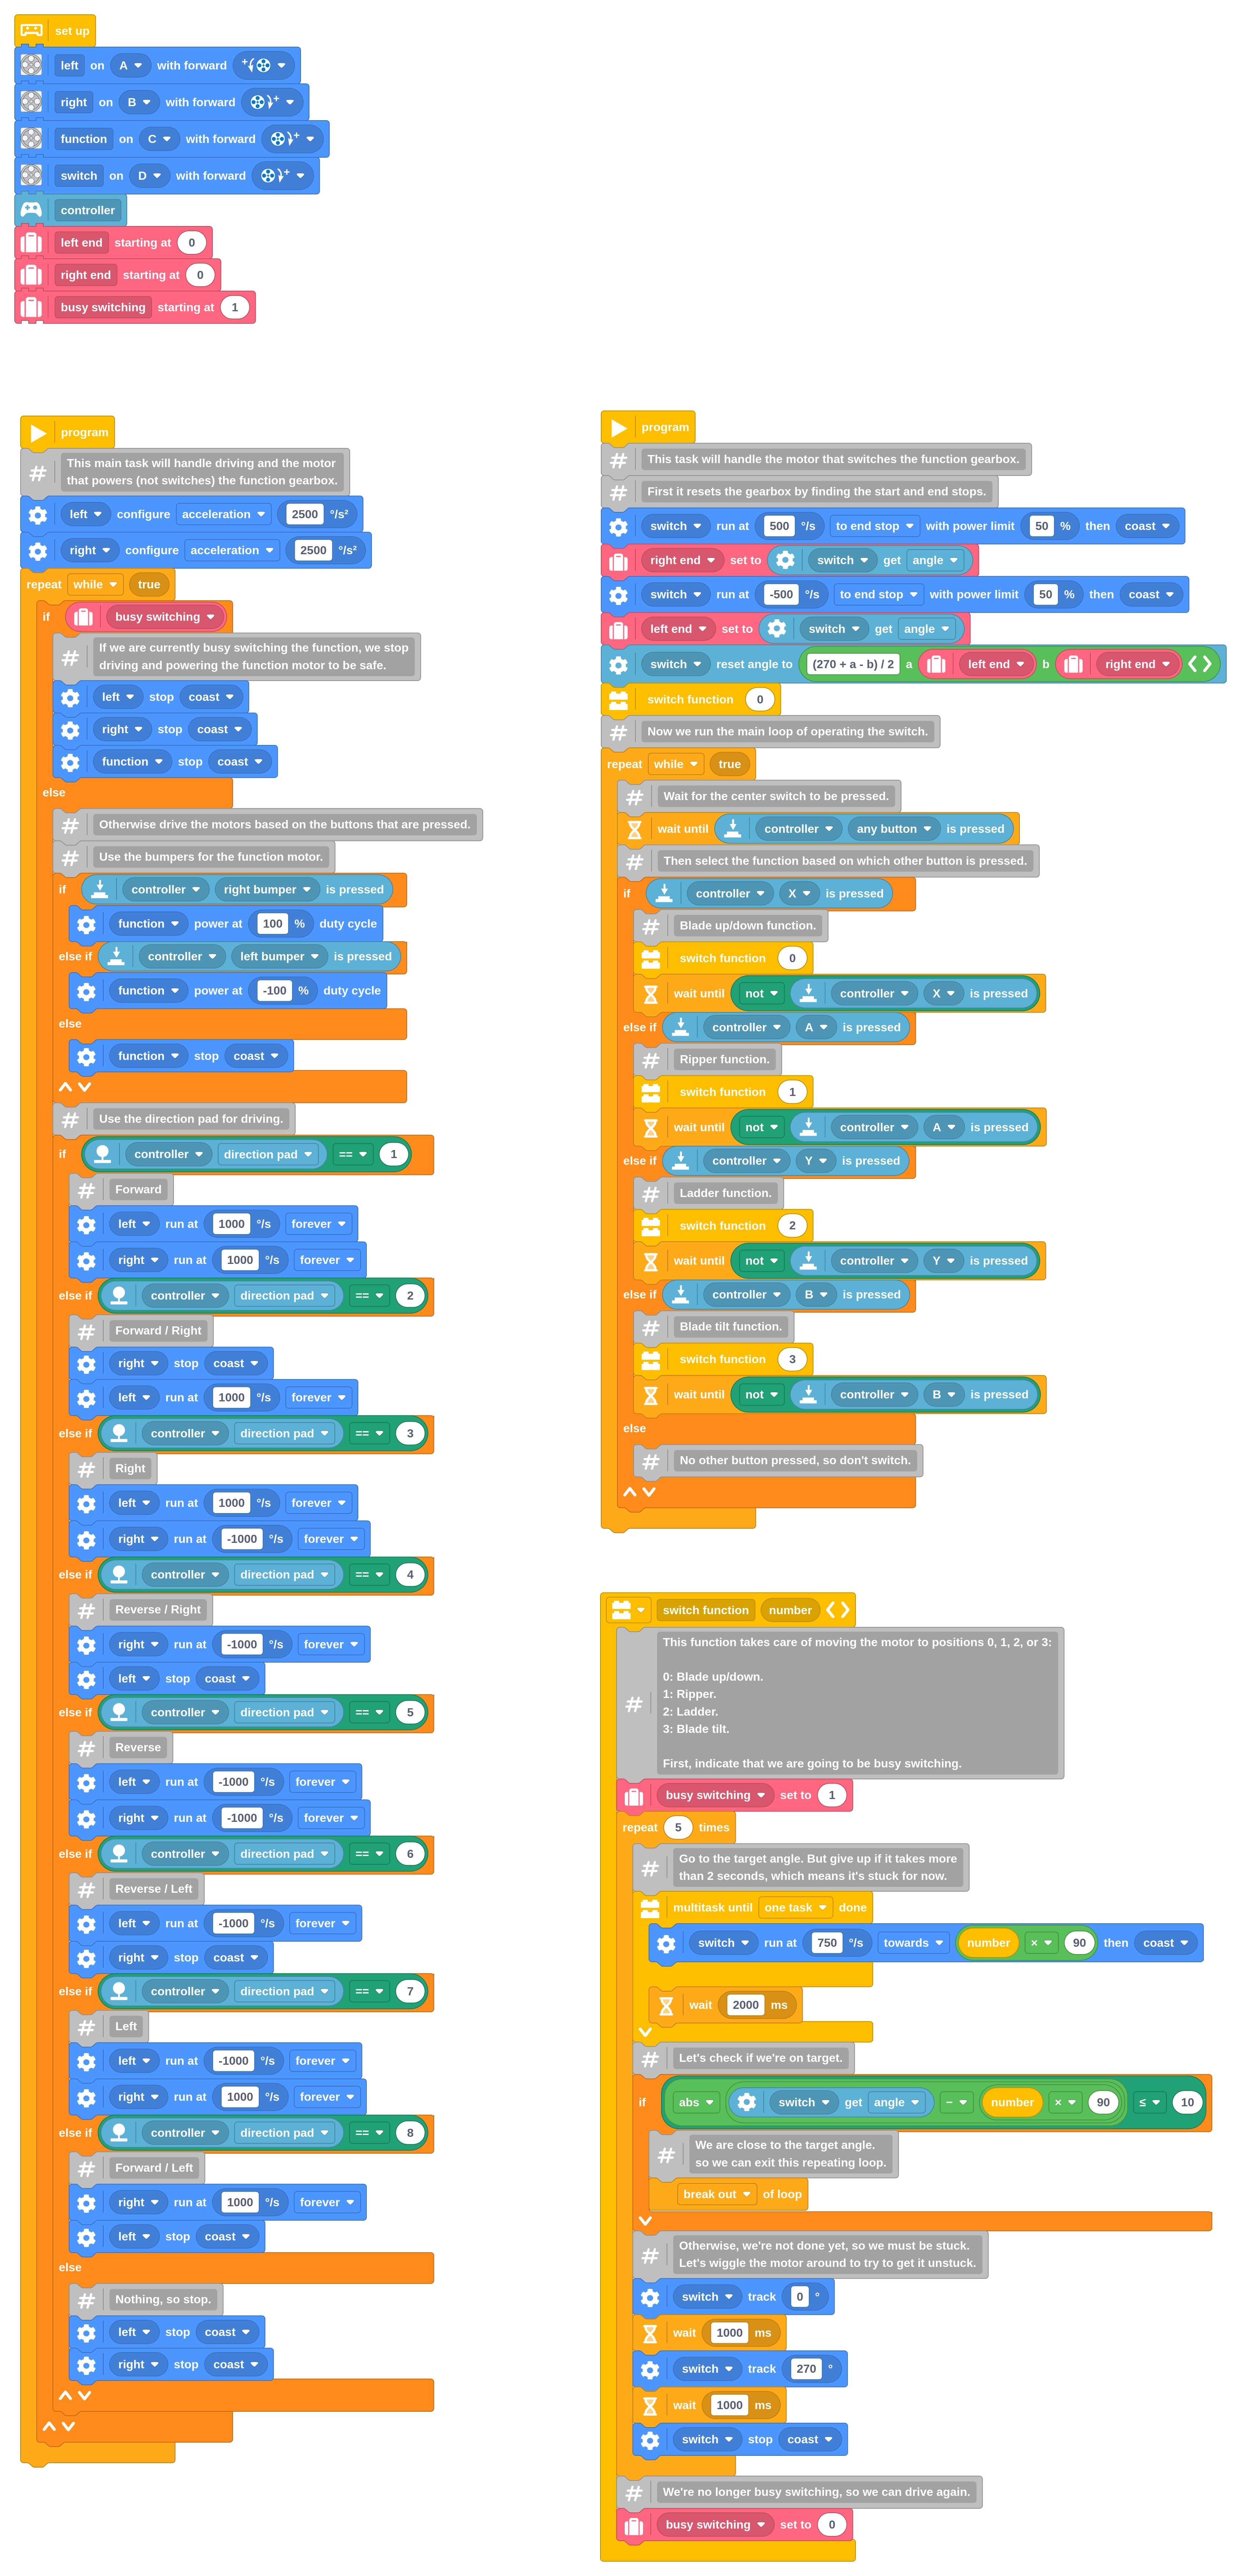 set up
left on A with forward +
right on B with forward +
function on C with forward +
switch on D with forward +
controller
left end starting at 0
right end starting at 0
busy switching starting at 1
program
# This main task will handle driving and the motor
that powers (not switches) the function gearbox.
left configure acceleration 2500 °/s²
right configure acceleration 2500 °/s²
repeat while true
if busy switching
# If we are currently busy switching the function, we stop
driving and powering the function motor to be safe.
left stop coast
right stop coast
function stop coast
else
# Otherwise drive the motors based on the buttons that are pressed.
# Use the bumpers for the function motor.
if controller right bumper is pressed
function power at 100 % duty cycle
else if controller left bumper is pressed
function power at -100 % duty cycle
else
function stop coast
# Use the direction pad for driving.
if controller direction pad == 1
# Forward
left run at 1000 °/s forever
right run at 1000 °/s forever
else if controller direction pad == 2
# Forward / Right
right stop coast
left run at 1000 °/s forever
else if controller direction pad == 3
# Right
left run at 1000 °/s forever
right run at -1000 °/s forever
else if controller direction pad == 4
# Reverse / Right
right run at -1000 °/s forever
left stop coast
else if controller direction pad == 5
# Reverse
left run at -1000 °/s forever
right run at -1000 °/s forever
else if controller direction pad == 6
# Reverse / Left
left run at -1000 °/s forever
right stop coast
else if controller direction pad == 7
# Left
left run at -1000 °/s forever
right run at 1000 °/s forever
else if controller direction pad == 8
# Forward / Left
right run at 1000 °/s forever
left stop coast
else
# Nothing, so stop.
left stop coast
right stop coast
program
# This task will handle the motor that switches the function gearbox.
# First it resets the gearbox by finding the start and end stops.
switch run at 500 °/s to end stop with power limit 50 % then coast
right end set to switch get angle
switch run at -500 °/s to end stop with power limit 50 % then coast
left end set to switch get angle
switch reset angle to (270 + a - b) / 2 a left end b right end
switch function 0
# Now we run the main loop of operating the switch.
repeat while true
# Wait for the center switch to be pressed.
wait until controller any button is pressed
# Then select the function based on which other button is pressed.
if controller X is pressed
# Blade up/down function.
switch function 0
wait until not controller X is pressed
else if controller A is pressed
# Ripper function.
switch function 1
wait until not controller A is pressed
else if controller Y is pressed
# Ladder function.
switch function 2
wait until not controller Y is pressed
else if controller B is pressed
# Blade tilt function.
switch function 3
wait until not controller B is pressed
else
# No other button pressed, so don't switch.
switch function number
# This function takes care of moving the motor to positions 0, 1, 2, or 3:
0: Blade up/down.
1: Ripper.
2: Ladder.
3: Blade tilt.
First, indicate that we are going to be busy switching.
busy switching set to 1
repeat 5 times
# Go to the target angle. But give up if it takes more
than 2 seconds, which means it's stuck for now.
multitask until one task done
switch run at 750 °/s towards number × 90 then coast
wait 2000 ms
# Let's check if we're on target.
if abs switch get angle - number × 90 ≤ 10
# We are close to the target angle.
so we can exit this repeating loop.
break out of loop
# Otherwise, we're not done yet, so we must be stuck.
Let's wiggle the motor around to try to get it unstuck.
switch track 0 °
wait 1000 ms
switch track 270 °
wait 1000 ms
switch stop coast
# We're no longer busy switching, so we can drive again.
busy switching set to 0